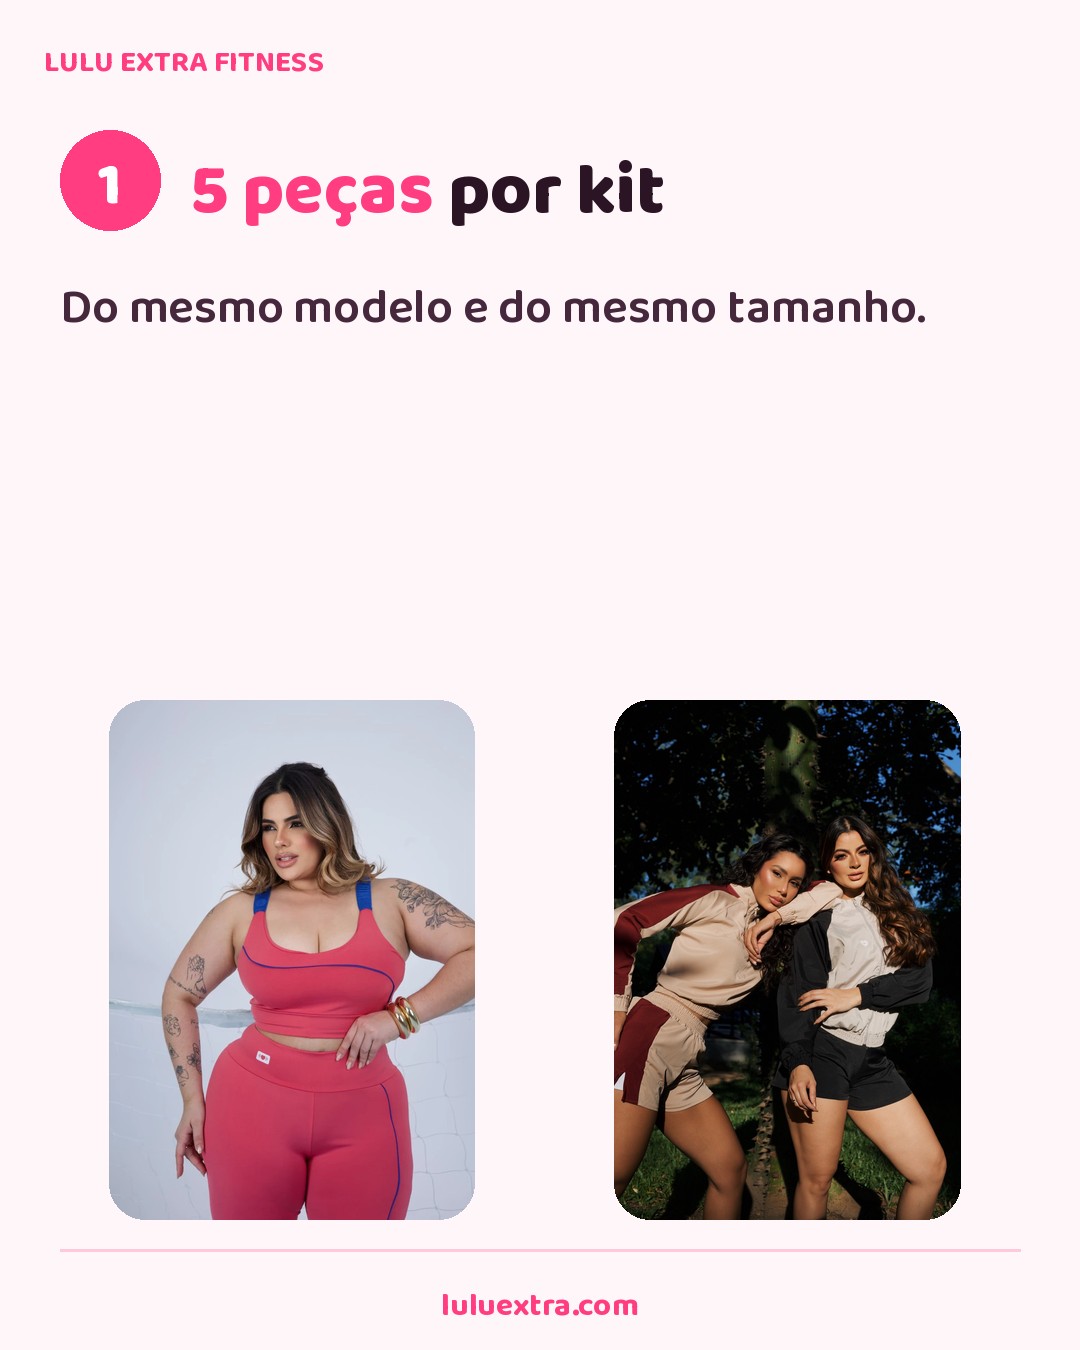 LULU EXTRA FITNESS
1
5 peças por kit
Do mesmo modelo e do mesmo tamanho.
luluextra.com